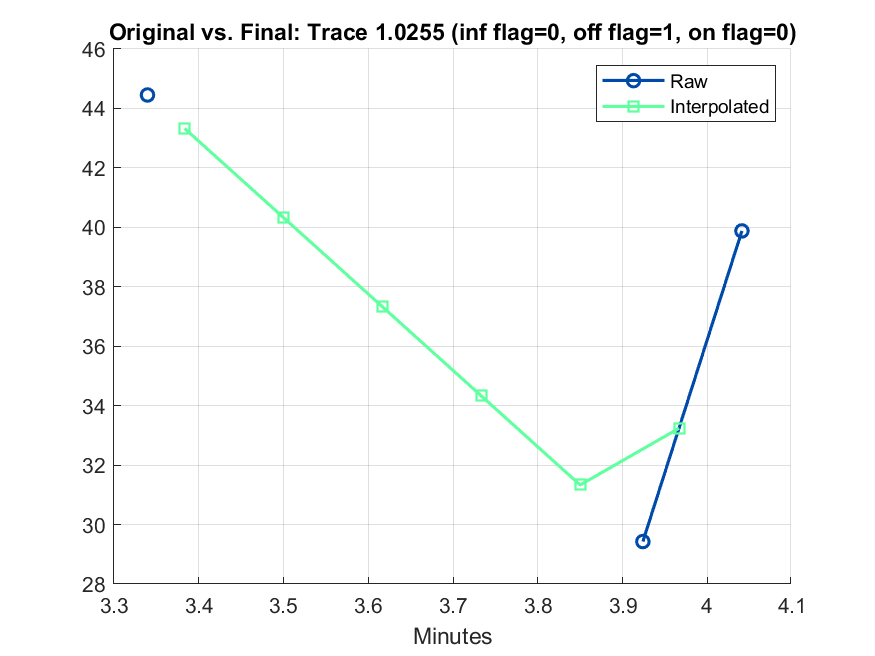 Original vs. Final: Trace 1.0255 (inf flag=0, off flag=1, on flag=0)
46
44
42
40
38
36
34
32
30
28
Raw
Interpolated
3.3 3.4 3.5 3.6 3.7 3.8 3.9 4 4.1
Minutes